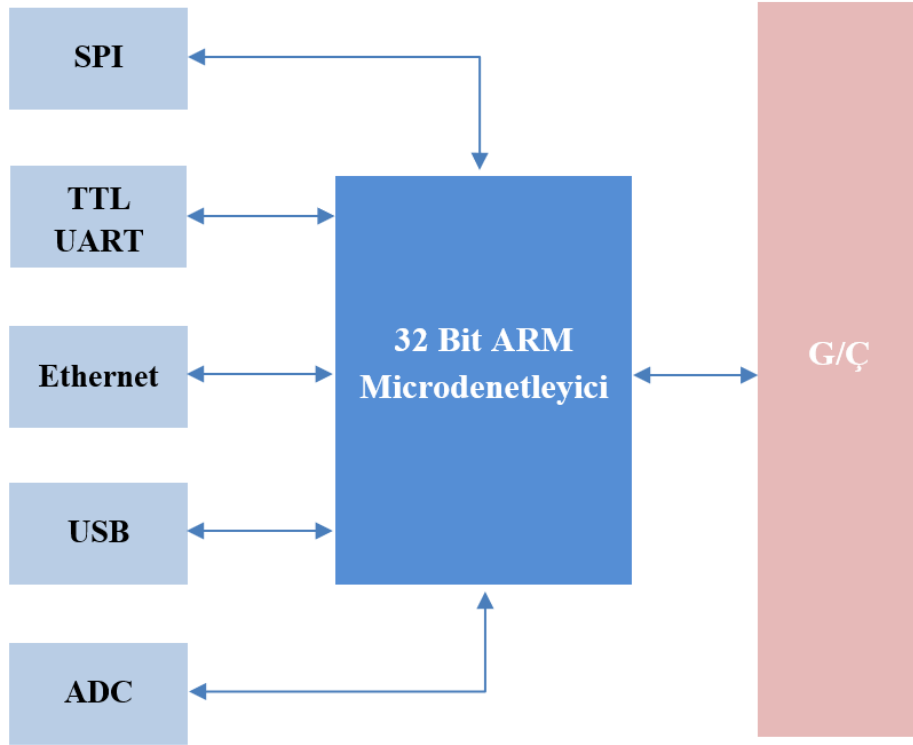 SPI
TTL
UART
Ethernet
USB
ADC
32 Bit ARM
Microdenetleyici
G/Ç